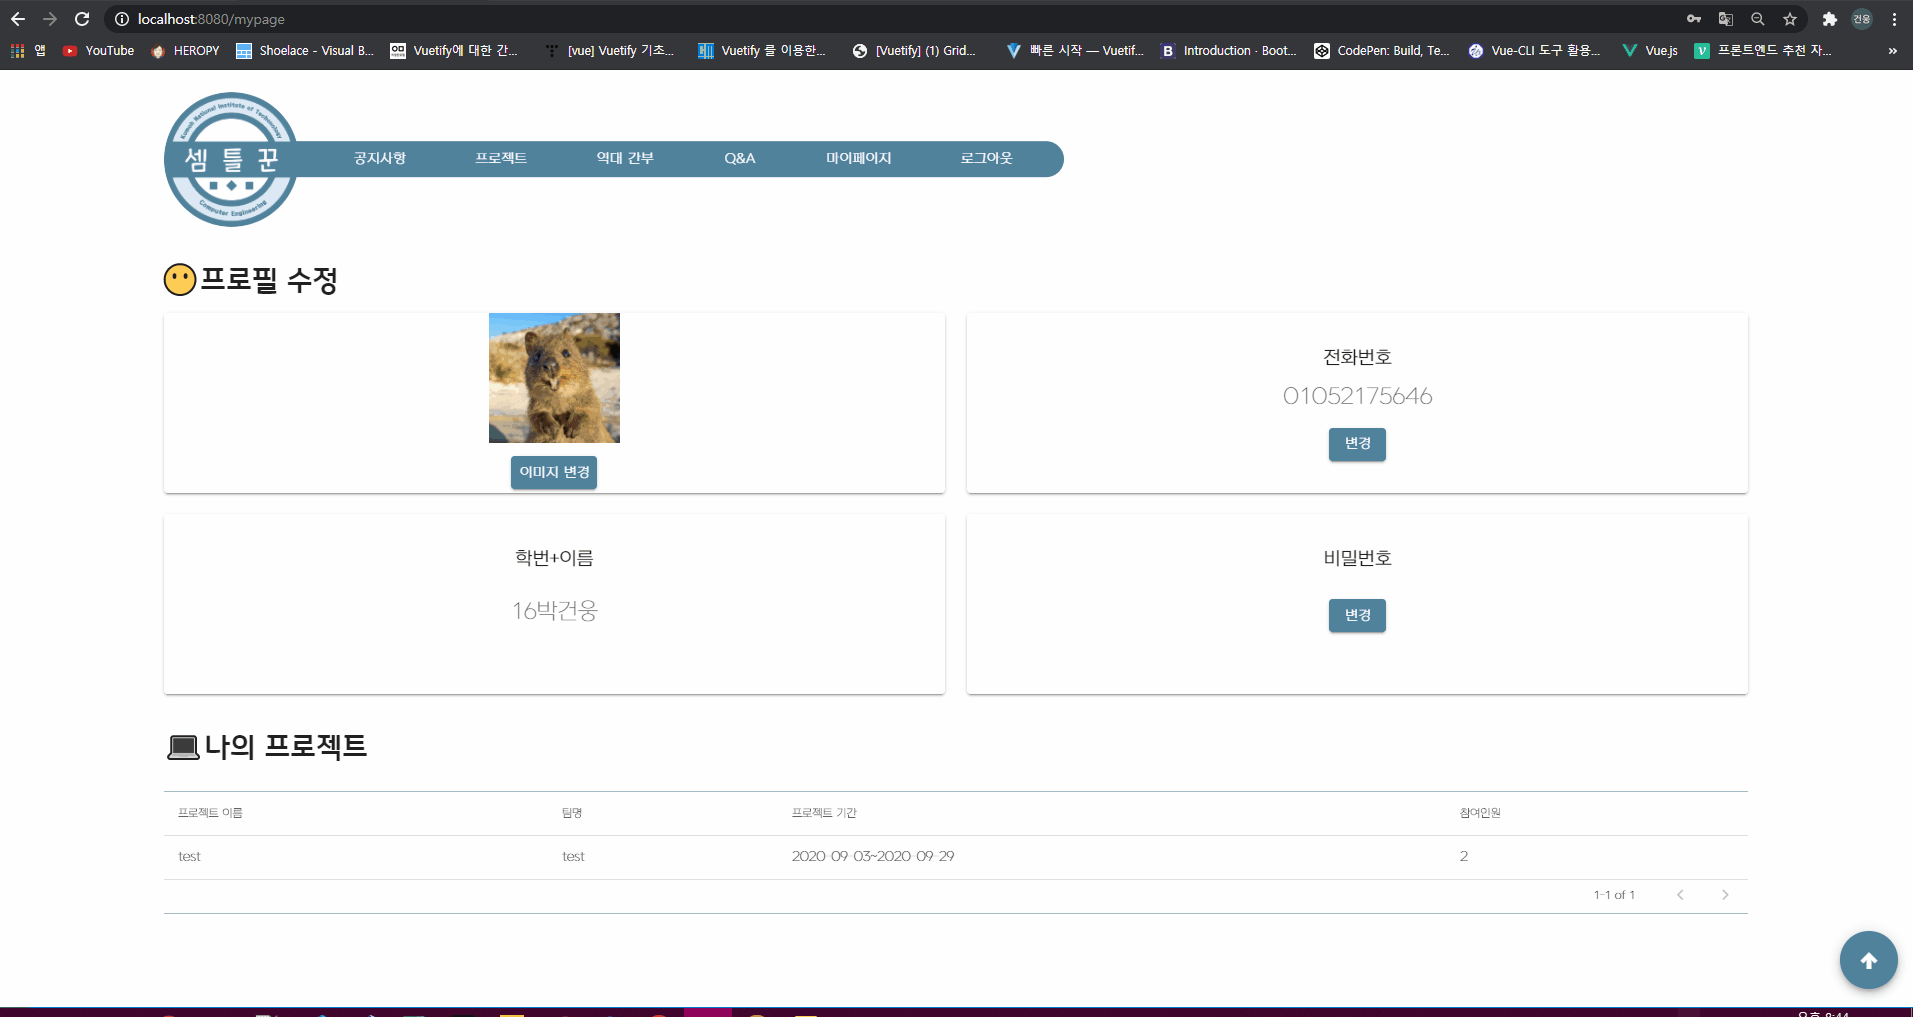 localhost:8080/mypage
건웅
앱 YouTube HEROPY Shoelace - Visual B... Vuetify에 대한 간... [vue] Vuetify 기초... Vuetify 를 이용한... [Vuetify] (1) Grid... 빠른 시작 — Vuetif... Introduction · Boot... CodePen: Build, Te... Vue-CLI 도구 활용... Vue.js 프론트엔드 추천 자... »
Kumoh National Institute of Technology
셈틀꾼
Computer Engineering
공지사항 프로젝트 역대 간부 Q&A 마이페이지 로그아웃
프로필 수정
이미지 변경
전화번호
01052175646
변경
학번+이름
16박건웅
비밀번호
변경
나의 프로젝트
프로젝트 이름 팀명 프로젝트 기간 참여인원
test test 2020-09-03~2020-09-29 2
1-1 of 1